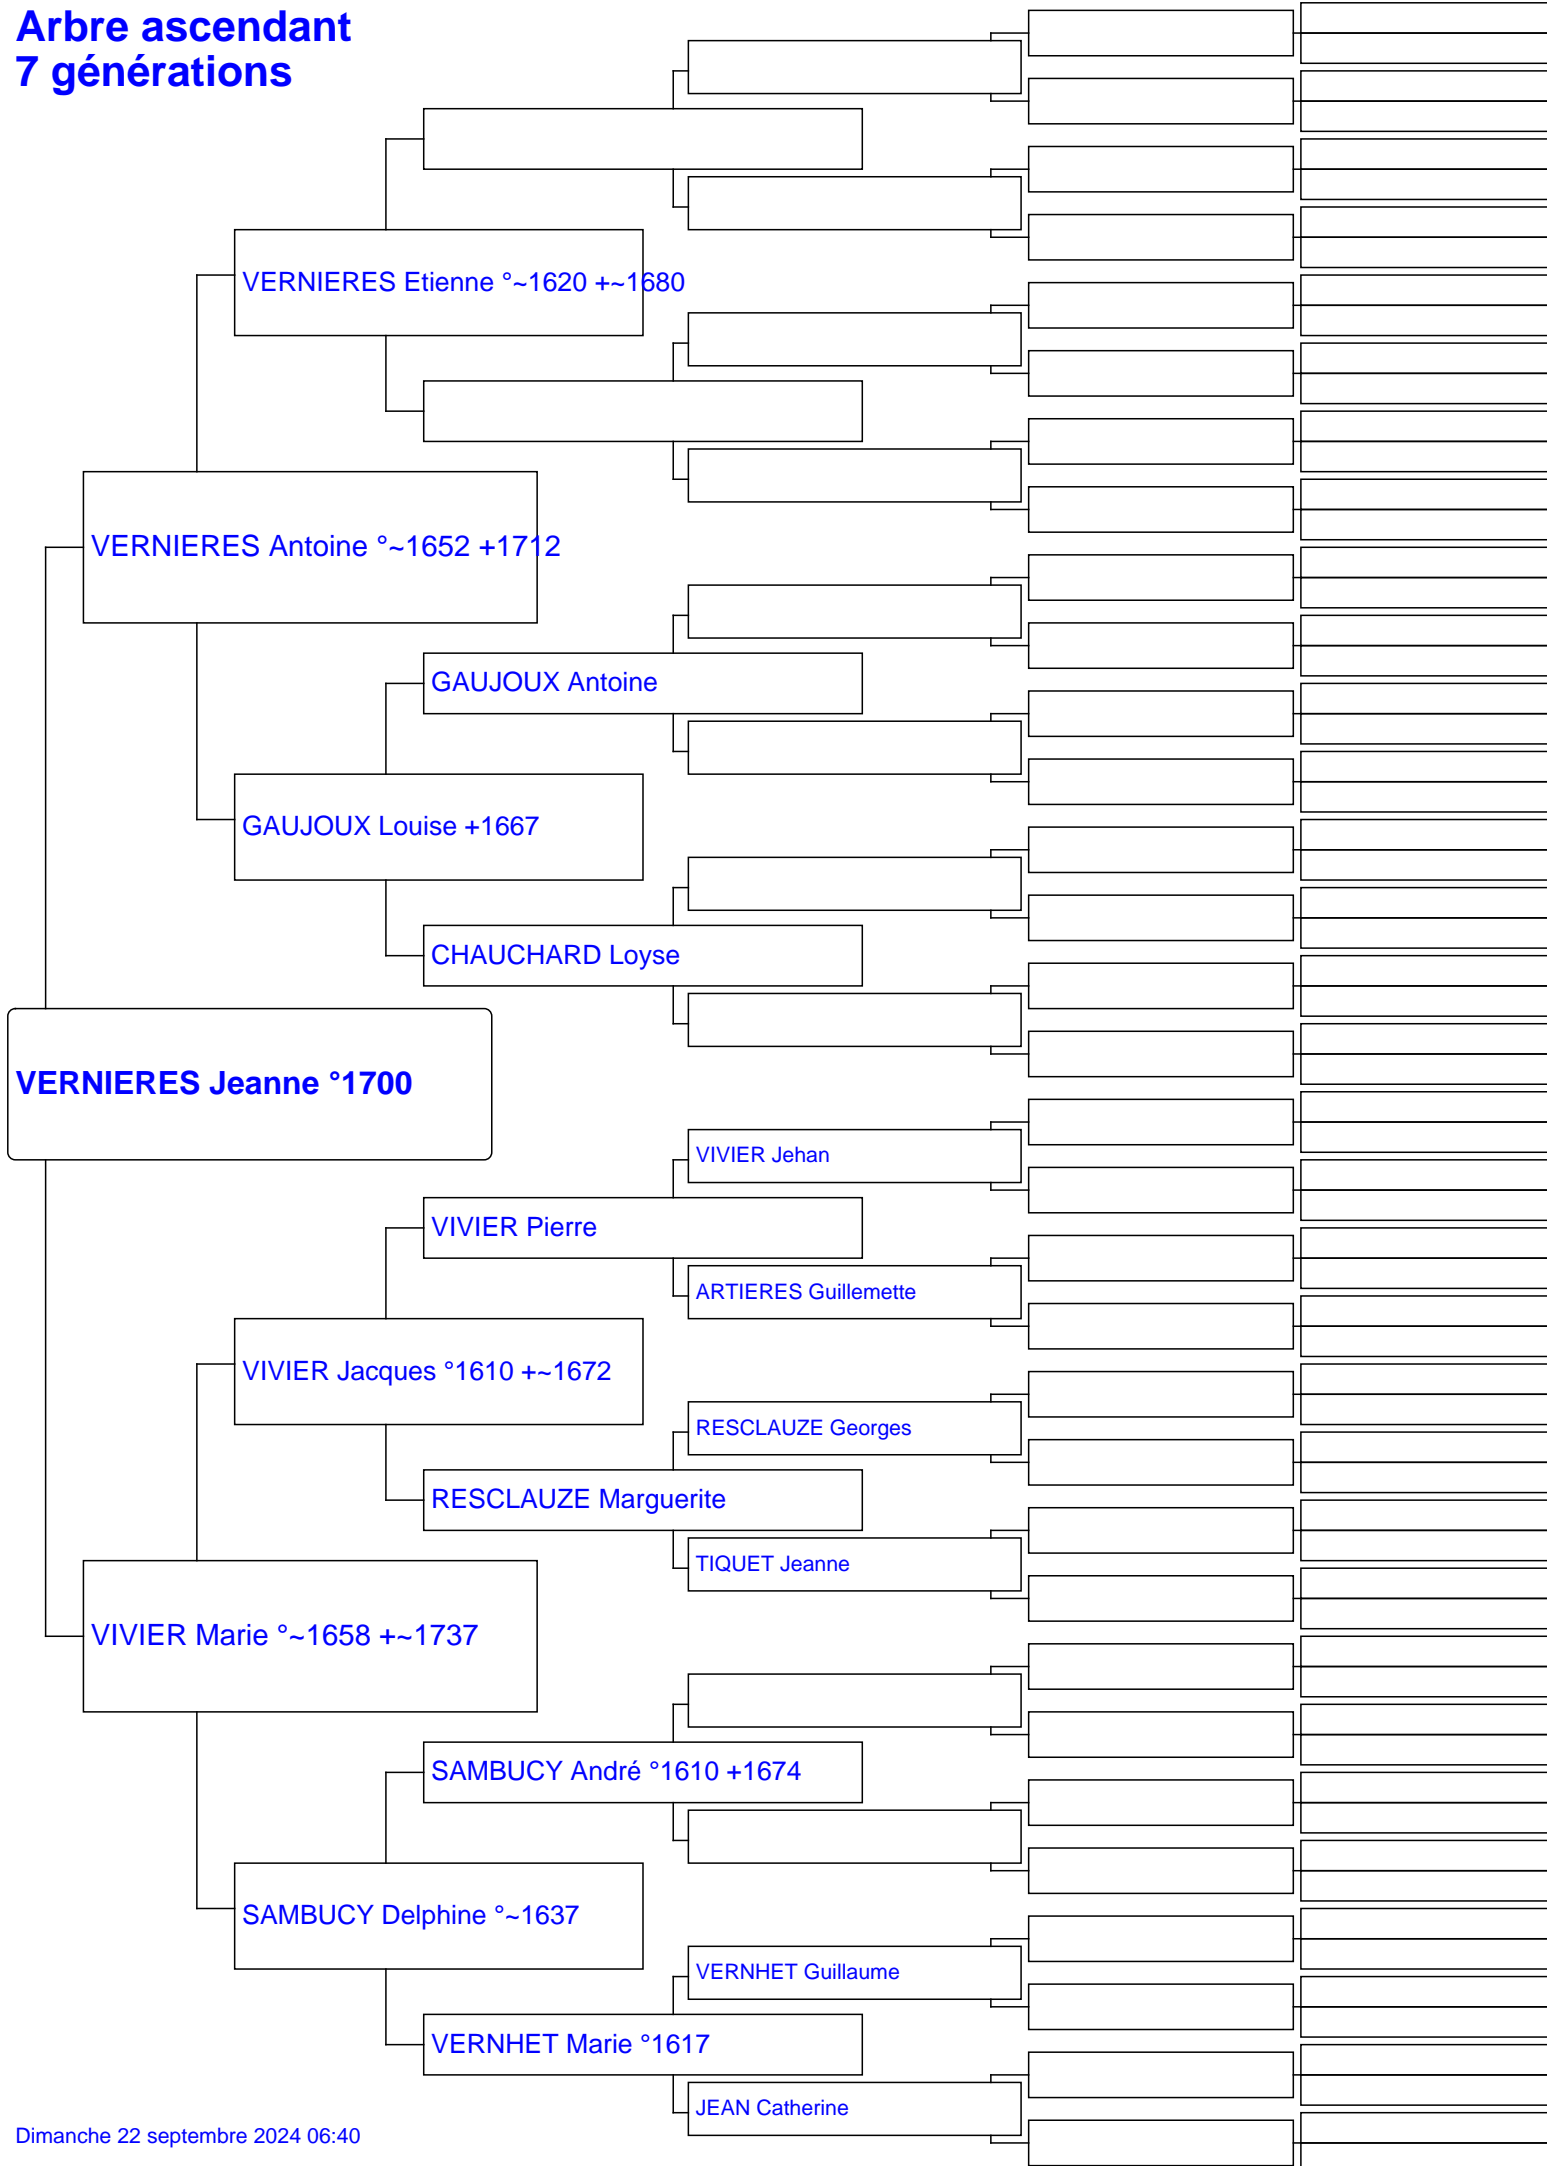 Arbre ascendant
7 générations
VERNIERES Etienne °~1620 +~1680
VERNIERES Antoine °~1652 +1712
GAUJOUX Antoine
GAUJOUX Louise +1667
CHAUCHARD Loyse
VERNIERES Jeanne °1700
VIVIER Jehan
VIVIER Pierre
ARTIERES Guillemette
VIVIER Jacques °1610 +~1672
RESCLAUZE Georges
RESCLAUZE Marguerite
TIQUET Jeanne
VIVIER Marie °~1658 +~1737
SAMBUCY André °1610 +1674
SAMBUCY Delphine °~1637
VERNHET Guillaume
VERNHET Marie °1617
JEAN Catherine
Dimanche 22 septembre 2024 06:40